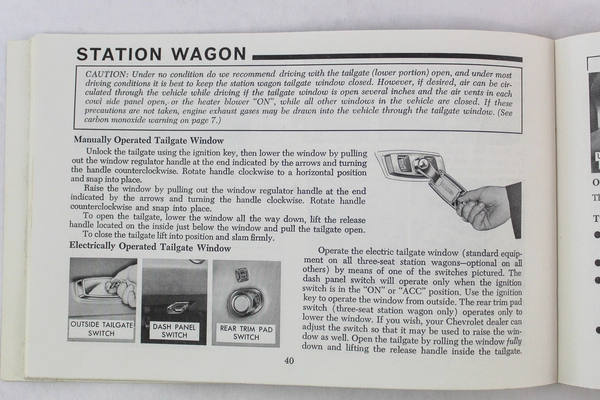 STATION WAGON
CAUTION: Under no condition do we recommend driving with the tailgate (lower portion) open, and under most
driving conditions it is best to keep the station wagon tailgate window closed. However, if desired, air can be cir-
culated through the vehicle while driving if the tailgate window is open several inches and the air vents in each
cowl side panel open, or the heater blower "ON", while all other windows in the vehicle are closed. If these
precautions are not taken, engine exhaust gases may be drawn into the vehicle through the tailgate window. (See
carbon monoxide warning on page 7.)
Manually Operated Tailgate Window
Unlock the tailgate using the ignition key, then lower the window by pulling
out the window regulator handle at the end indicated by the arrows and turning
the handle counterclockwise. Rotate handle clockwise to a horizontal position
and snap into place.
Raise the window by pulling out the window regulator handle at the end
indicated by the arrows and turning the handle clockwise. Rotate handle
counterclockwise and snap into place.
To open the tailgate, lower the window all the way down, lift the release
handle located on the inside just below the window and pull the tailgate open.
To close the tailgate lift into position and slam firmly.
Electrically Operated Tailgate Window
OUTSIDE TAILGATE
SWITCH
DASH PANEL
SWITCH
REAR TRIM PAD
SWITCH
Operate the electric tailgate window (standard equip-
ment on all three-seat station wagons—optional on all
others) by means of one of the switches pictured. The
dash panel switch will operate only when the ignition
switch is in the "ON" or "ACC" position. Use the ignition
key to operate the window from outside. The rear trim pad
switch (three-seat station wagon only) operates only to
lower the window. If you wish, your Chevrolet dealer can
adjust the switch so that it may be used to raise the win-
dow as well. Open the tailgate by rolling the window fully
down and lifting the release handle inside the tailgate.
40